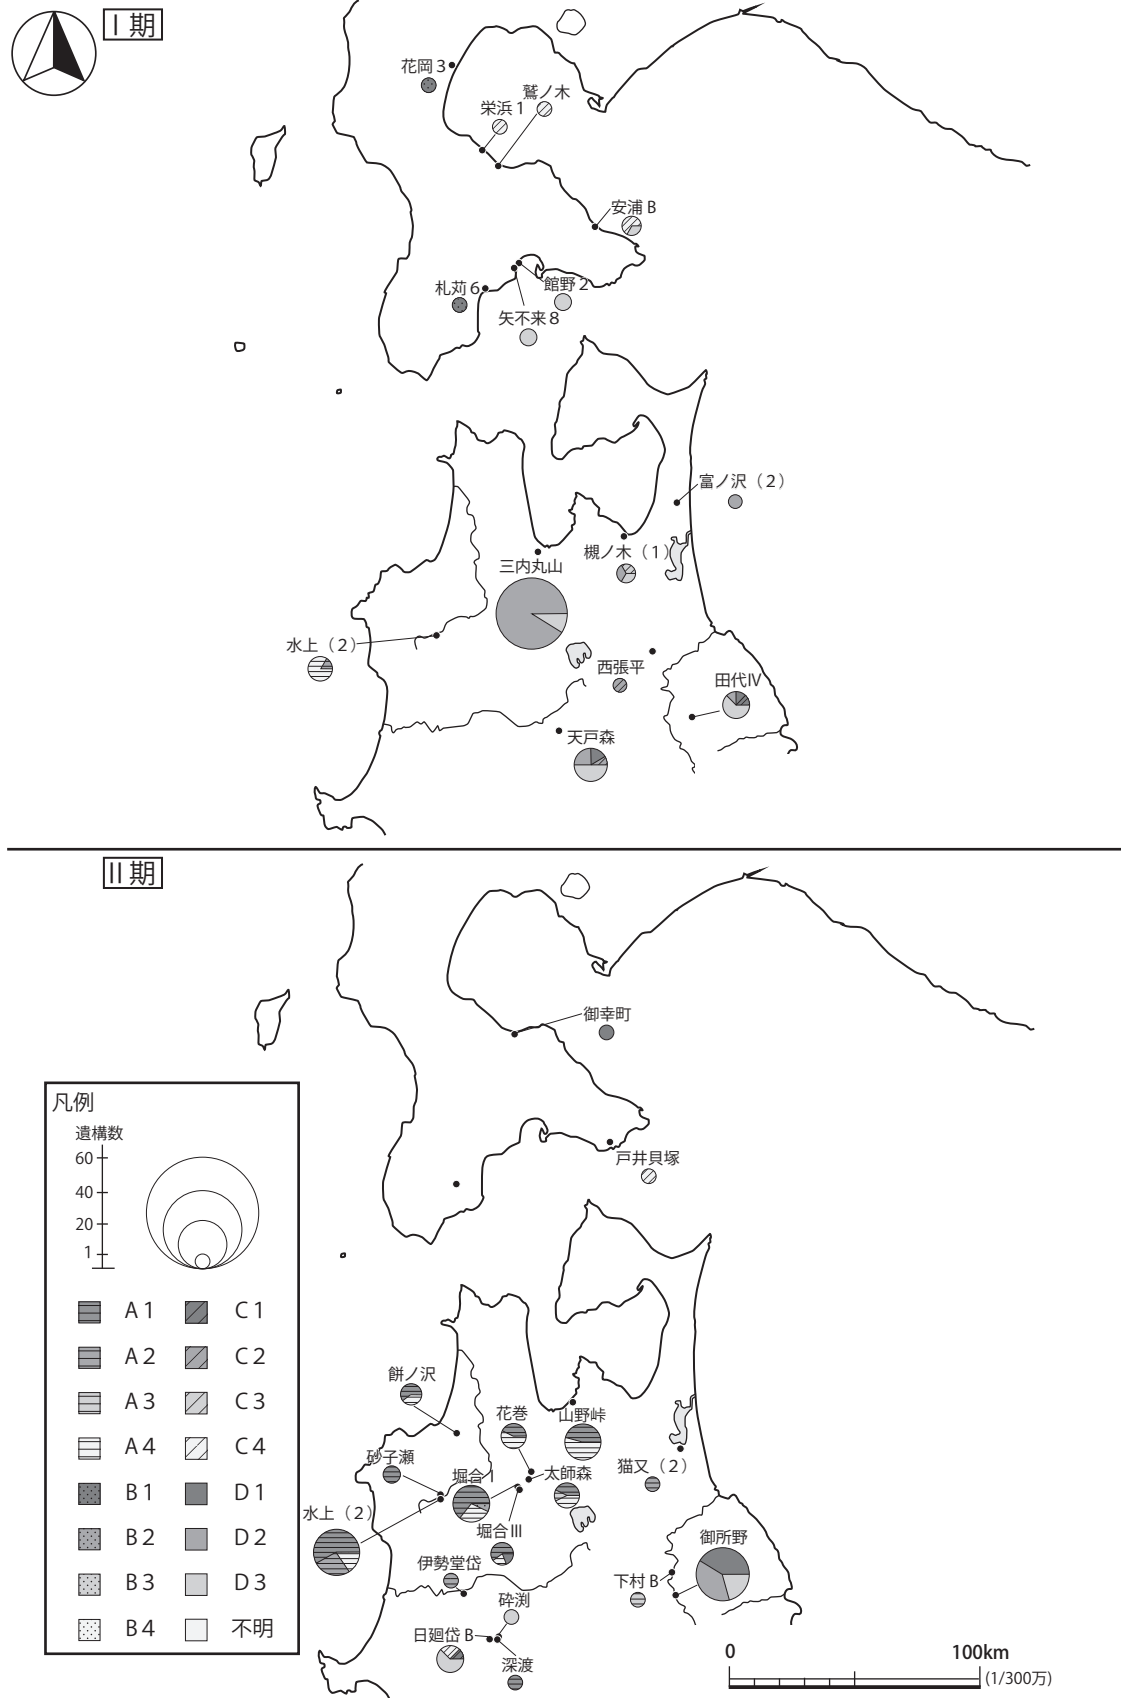 Ⅰ期
花岡3
鷲ノ木
栄浜1
安浦B
館野2
札苅6
矢不来8
富ノ沢（2）
槻ノ木（1）
三内丸山
水上（2）
西張平
田代Ⅳ
天戸森
Ⅱ期
御幸町
戸井貝塚
凡例
遺構数
60
40
20
1
A1 C1
A2 C2
A3 C3
A4 C4
B1 D1
B2 D2
B3 D3
B4 不明
餅ノ沢
花巻
山野峠
砂子瀬
堀合Ⅰ
太師森
猫又（2）
水上（2）
堀合Ⅲ
御所野
伊勢堂岱
下村B
砕渕
日廻岱B
深渡
0 100km
(1/300万)